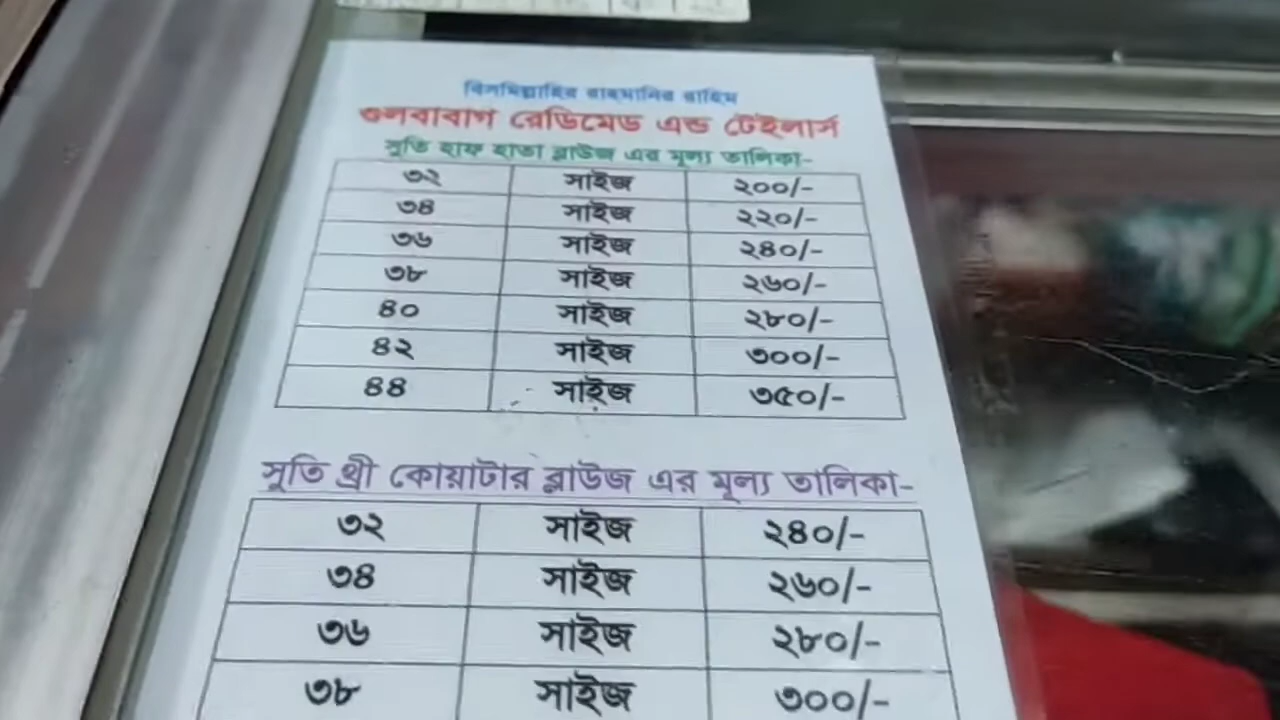 বিসমিল্লাহির রাহমানির রাহিম
গুলবাবাগ রেডিমেড এন্ড টেইলার্স
সুতি হাফ হাতা ব্লাউজ এর মূল্য তালিকা-
৩২ সাইজ ২০০/-
৩৪ সাইজ ২২০/-
৩৬ সাইজ ২৪০/-
৩৮ সাইজ ২৬০/-
৪০ সাইজ ২৮০/-
৪২ সাইজ ৩০০/-
৪৪ সাইজ ৩৫০/-
সুতি থ্রী কোয়াটার ব্লাউজ এর মূল্য তালিকা-
৩২ সাইজ ২৪০/-
৩৪ সাইজ ২৬০/-
৩৬ সাইজ ২৮০/-
৩৮ সাইজ ৩০০/-